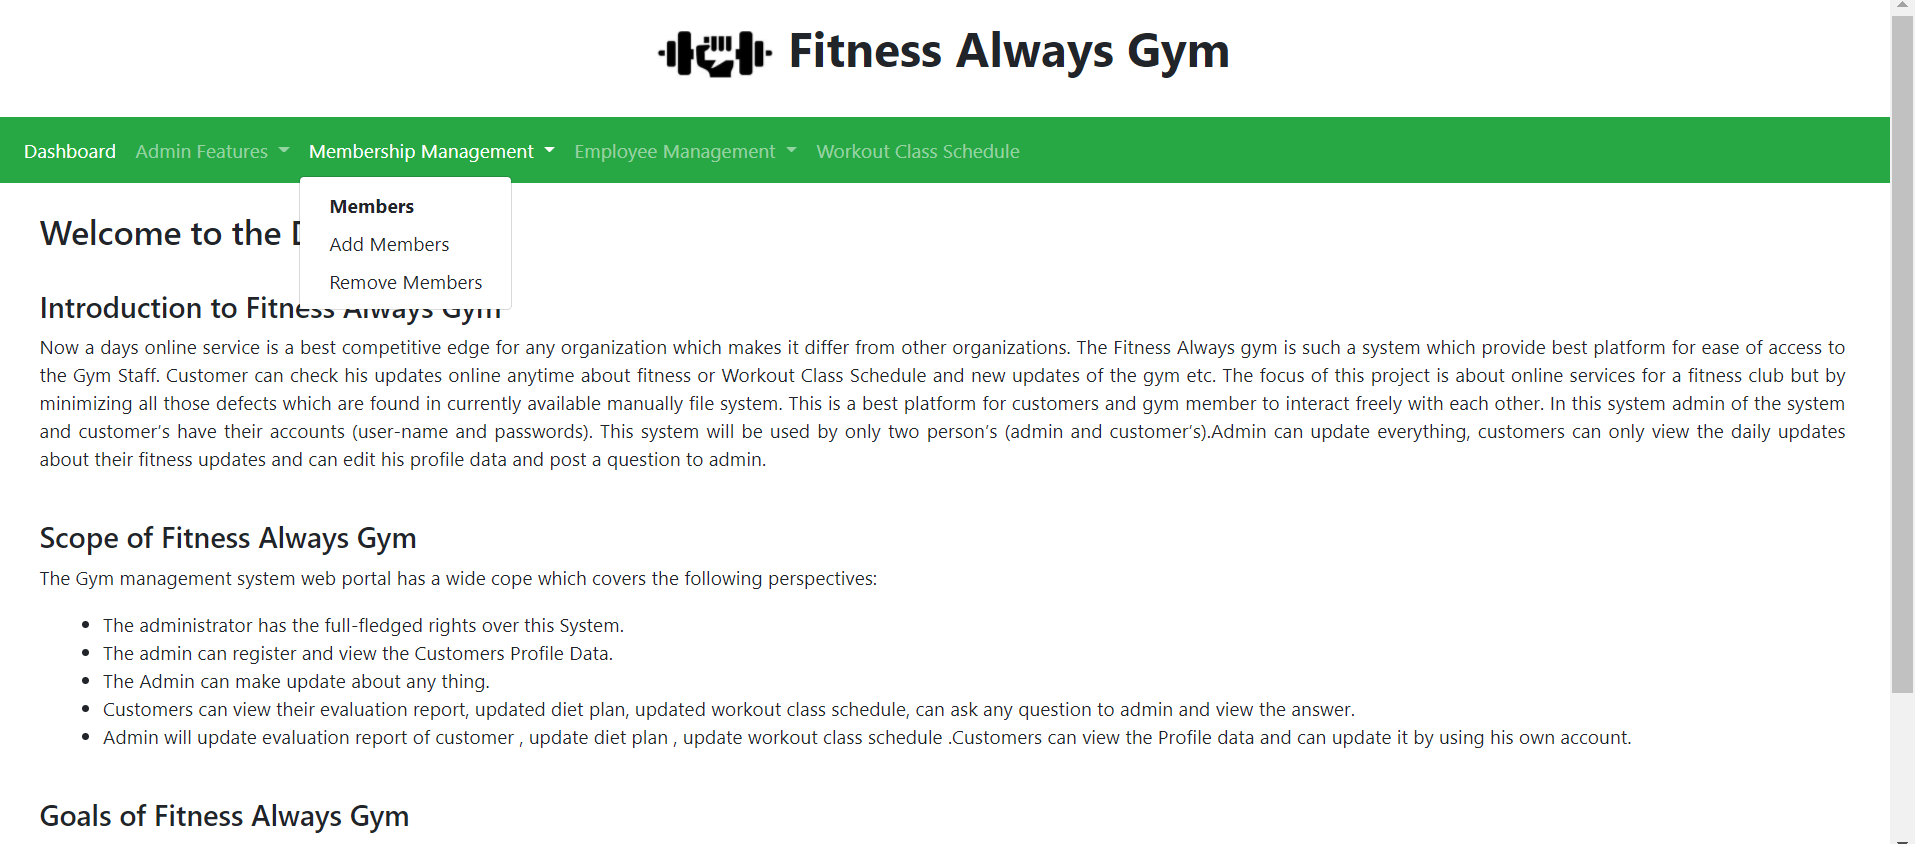 Fitness Always Gym
Dashboard Admin Features Membership Management Employee Management Workout Class Schedule
Members
Add Members
Remove Members
Welcome to the
Introduction to Fitness Always Gym
Now a days online service is a best competitive edge for any organization which makes it differ from other organizations. The Fitness Always gym is such a system which provide best platform for ease of access to
the Gym Staff. Customer can check his updates online anytime about fitness or Workout Class Schedule and new updates of the gym etc. The focus of this project is about online services for a fitness club but by
minimizing all those defects which are found in currently available manually file system. This is a best platform for customers and gym member to interact freely with each other. In this system admin of the system
and customer’s have their accounts (user-name and passwords). This system will be used by only two person’s (admin and customer’s).Admin can update everything, customers can only view the daily updates
about their fitness updates and can edit his profile data and post a question to admin.
Scope of Fitness Always Gym
The Gym management system web portal has a wide cope which covers the following perspectives:
• The administrator has the full-fledged rights over this System.
• The admin can register and view the Customers Profile Data.
• The Admin can make update about any thing.
• Customers can view their evaluation report, updated diet plan, updated workout class schedule, can ask any question to admin and view the answer.
• Admin will update evaluation report of customer , update diet plan , update workout class schedule .Customers can view the Profile data and can update it by using his own account.
Goals of Fitness Always Gym